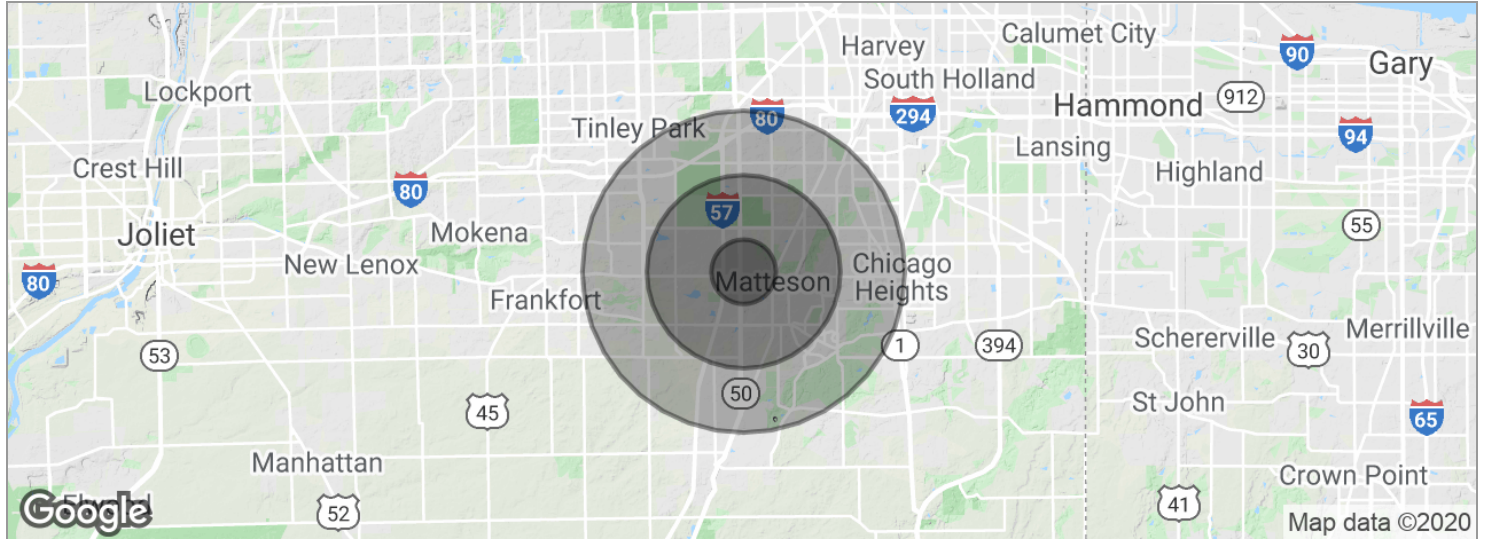 Harvey
Calumet City
90
Gary
South Holland
Lockport
Hammond
912
80
294
Tinley Park
94
Lansing
Crest Hill
Highland
80
57
55
Joliet
Mokena
New Lenox
Chicago
Heights
Matteson
80
Frankfort
Merrillville
Schererville
30
1
394
53
50
45
St John
65
Manhattan
Crown Point
41
52
Google
Map data ©2020